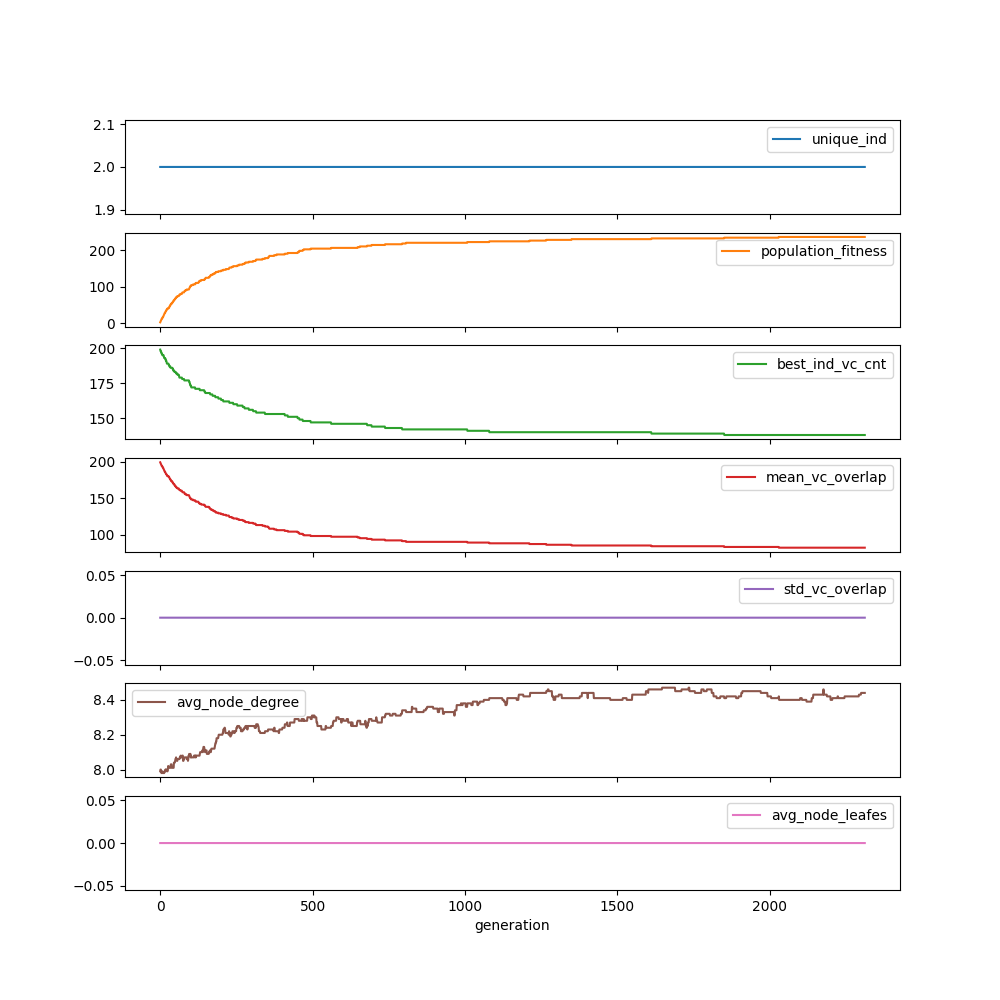 2.1
unique_ind
2.0
1.9
200
population_fitness
100
0
200
best_ind_vc_cnt
175
150
200
mean_vc_overlap
150
100
0.05
std_vc_overlap
0.00
−0.05
8.4
avg_node_degree
8.2
8.0
0.05
avg_node_leafes
0.00
−0.05
0 500 1000 1500 2000
generation